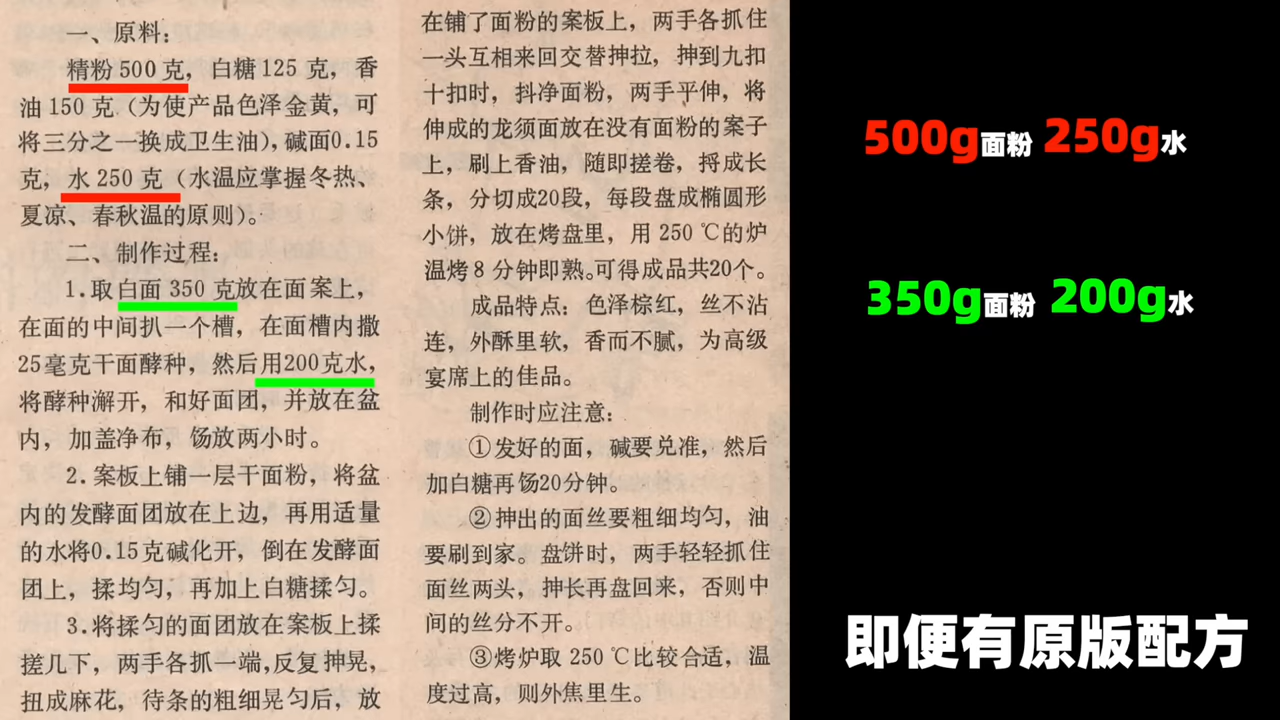 一、原料：
精粉500克，白糖125克，香
油150克（为使产品色泽金黄，可
将三分之一换成卫生油），碱面0.15
克，水250克（水温应掌握冬热、
夏凉、春秋温的原则）。
二、制作过程：
1.取白面350克放在面案上，
在面的中间扒一个槽，在面槽内撒
25毫克干面酵种，然后用200克水，
将酵种澥开，和好面团，并放在盆
内，加盖净布，饧放两小时。
2.案板上铺一层干面粉，将盆
内的发酵面团放在上边，再用适量
的水将0.15克碱化开，倒在发酵面
团上，揉均匀，再加上白糖揉匀。
3.将揉匀的面团放在案板上揉
搓几下，两手各抓一端，反复抻晃，
扭成麻花，待条的粗细晃匀后，放
在铺了面粉的案板上，两手各抓住
一头互相来回交替抻拉，抻到九扣
十扣时，抖净面粉，两手平伸，将
伸成的龙须面放在没有面粉的案子
上，刷上香油，随即搓卷，捋成长
条，分切成20段，每段盘成椭圆形
小饼，放在烤盘里，用250℃的炉
温烤8分钟即熟。可得成品共20个。
成品特点：色泽棕红，丝不沾
连，外酥里软，香而不腻，为高级
宴席上的佳品。
制作时应注意：
①发好的面，碱要兑准，然后
加白糖再饧20分钟。
②抻出的面丝要粗细均匀，油
要刷到家。盘饼时，两手轻轻抓住
面丝两头，抻长再盘回来，否则中
间的丝分不开。
③烤炉取250℃比较合适，温
度过高，则外焦里生。
500g面粉 250g水
350g面粉 200g水
即便有原版配方